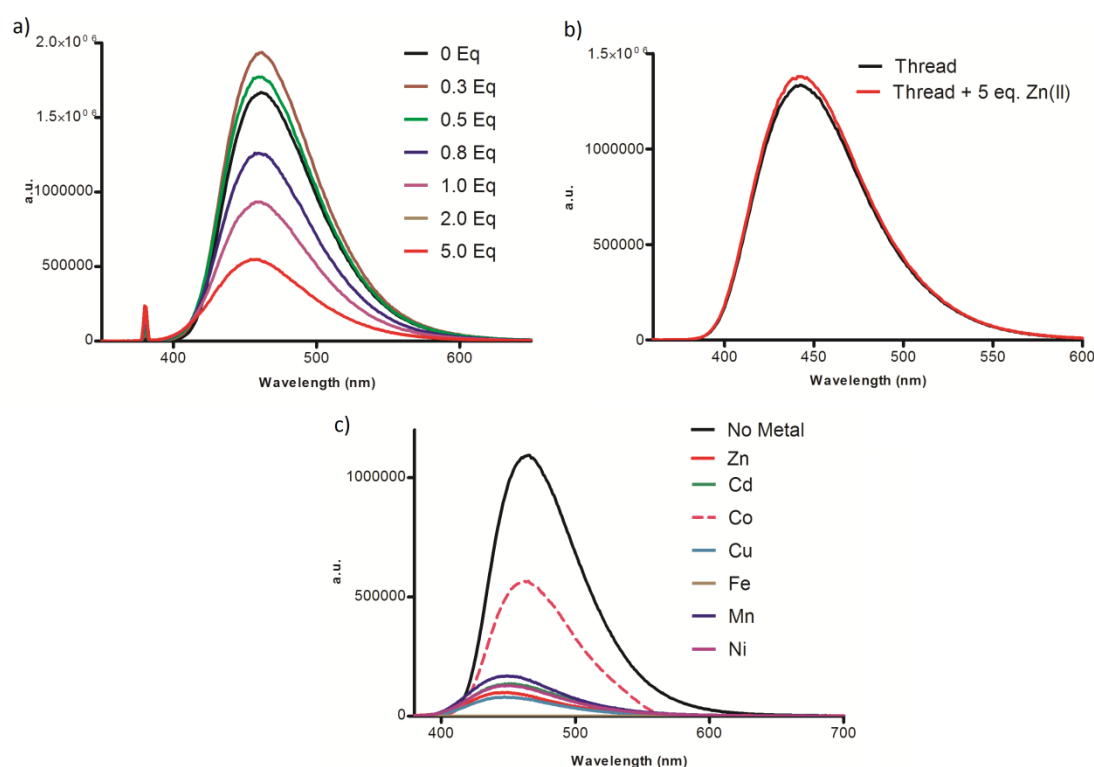 a)
2.0×10⁰⁶
1.5×10⁰⁶
1000000
500000
0
a.u.
400
500
600
Wavelength (nm)
0 Eq
0.3 Eq
0.5 Eq
0.8 Eq
1.0 Eq
2.0 Eq
5.0 Eq
b)
1.5×10⁰⁶
1000000
500000
0
a.u.
400
450
500
550
600
Wavelength (nm)
Thread
Thread + 5 eq. Zn(II)
c)
1000000
500000
0
a.u.
400
500
600
700
Wavelength (nm)
No Metal
Zn
Cd
Co
Cu
Fe
Mn
Ni